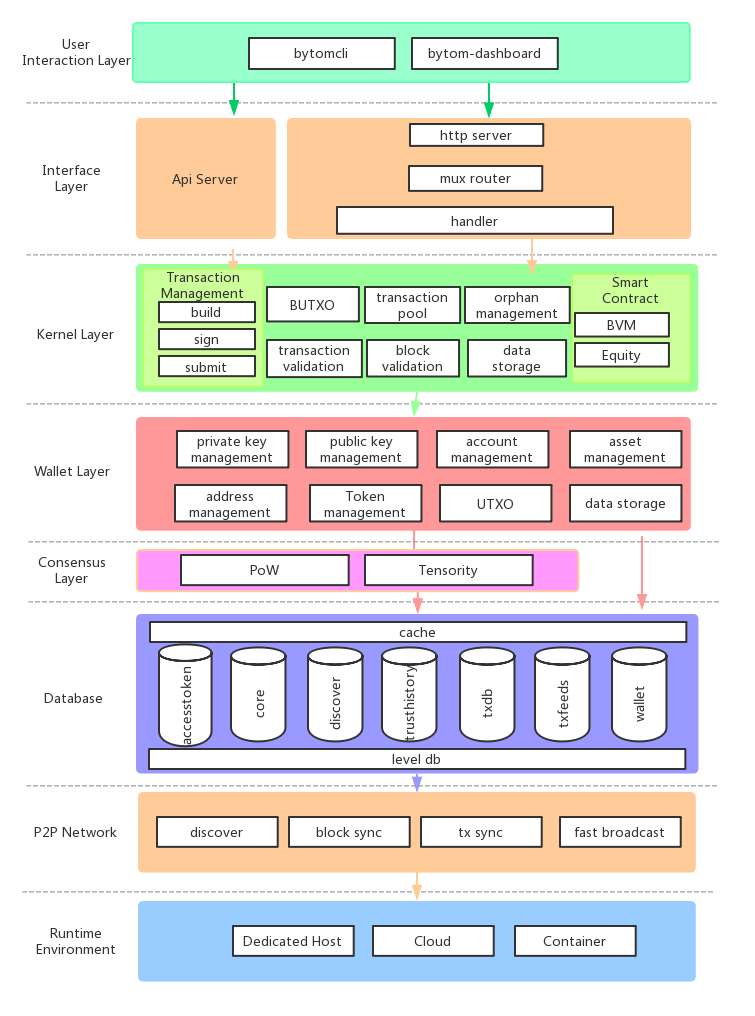 User
Interaction Layer
bytomcli
bytom-dashboard
Interface
Layer
Api Server
http server
mux router
handler
Kernel Layer
Transaction
Management
build
sign
submit
BUTXO
transaction
pool
orphan
management
transaction
validation
block
validation
data
storage
Smart
Contract
BVM
Equity
Wallet Layer
private key
management
public key
management
account
management
asset
management
address
management
Token
management
UTXO
data storage
Consensus
Layer
PoW
Tensority
Database
cache
accesstoken
core
discover
trusthistory
txdb
txfeeds
wallet
level db
P2P Network
discover
block sync
tx sync
fast broadcast
Runtime
Environment
Dedicated Host
Cloud
Container